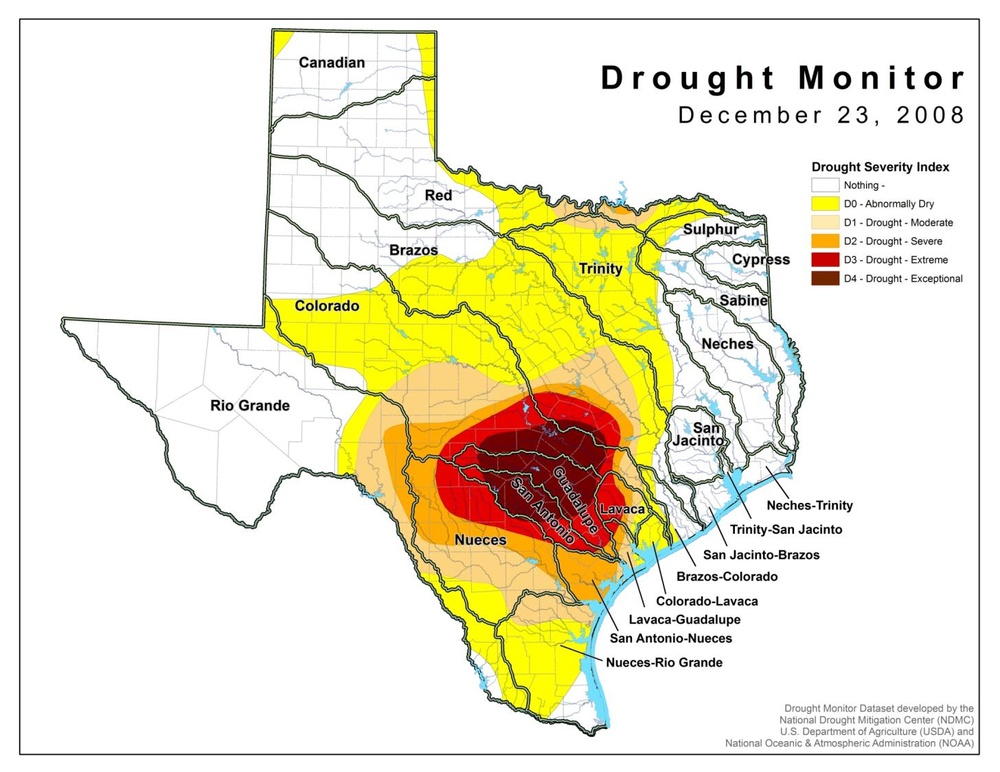 Drought Monitor
December 23, 2008
Drought Severity Index
Nothing -
D0 - Abnormally Dry
D1 - Drought - Moderate
D2 - Drought - Severe
D3 - Drought - Extreme
D4 - Drought - Exceptional
Canadian
Red
Brazos
Sulphur
Cypress
Trinity
Sabine
Colorado
Neches
Rio Grande
San
Jacinto
Guadalupe
San Antonio
Lavaca
Nueces
Neches-Trinity
Trinity-San Jacinto
San Jacinto-Brazos
Brazos-Colorado
Colorado-Lavaca
Lavaca-Guadalupe
San Antonio-Nueces
Nueces-Rio Grande
Drought Monitor Dataset developed by the
National Drought Mitigation Center (NDMC)
U.S. Department of Agriculture (USDA) and
National Oceanic & Atmospheric Administration (NOAA)